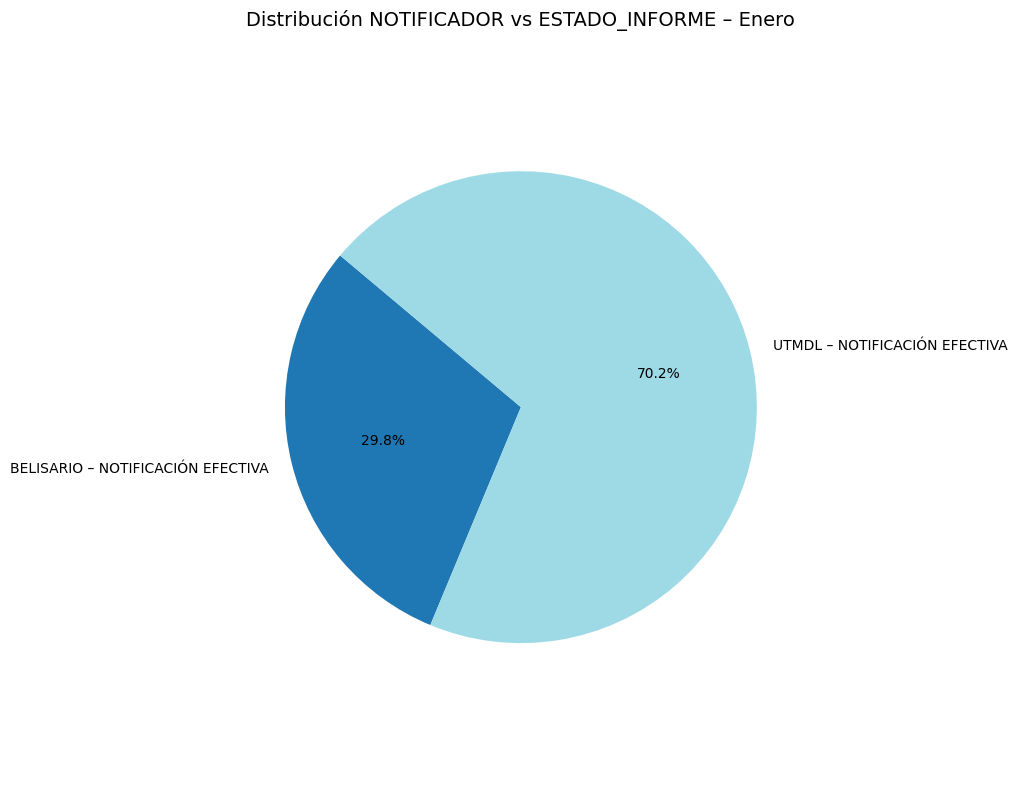 Distribución NOTIFICADOR vs ESTADO_INFORME – Enero
UTMDL – NOTIFICACIÓN EFECTIVA
70.2%
29.8%
BELISARIO – NOTIFICACIÓN EFECTIVA